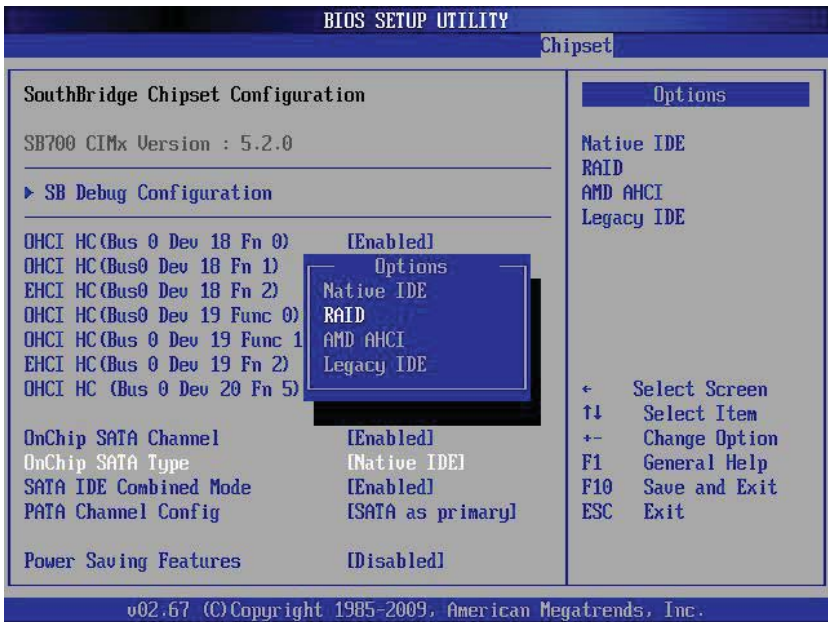 BIOS SETUP UTILITY
Chipset
SouthBridge Chipset Configuration
SB700 CIMx Version : 5.2.0
SB Debug Configuration
OHCI HC(Bus 0 Dev 18 Fn 0) [Enabled]
OHCI HC(Bus0 Dev 18 Fn 1)
EHCI HC(Bus0 Dev 18 Fn 2)
OHCI HC(Bus0 Dev 19 Func 0)
OHCI HC(Bus 0 Dev 19 Func 1
EHCI HC(Bus 0 Dev 19 Fn 2)
OHCI HC (Bus 0 Dev 20 Fn 5)
OnChip SATA Channel [Enabled]
OnChip SATA Type [Native IDE]
SATA IDE Combined Mode [Enabled]
PATA Channel Config [SATA as primary]
Power Saving Features [Disabled]
Options
Native IDE
RAID
AMD AHCI
Legacy IDE
Options
Native IDE
RAID
AMD AHCI
Legacy IDE
← Select Screen
↑↓ Select Item
+- Change Option
F1 General Help
F10 Save and Exit
ESC Exit
v02.67 (C)Copyright 1985-2009, American Megatrends, Inc.